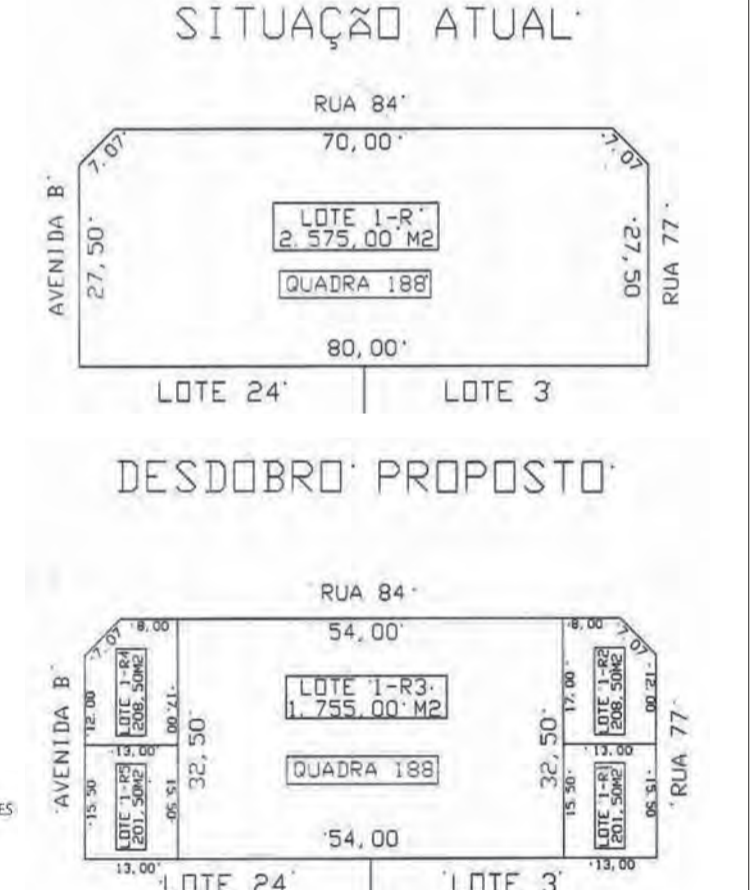 SITUAÇÃO ATUAL
RUA 84
7.07
70,00
7.07
AVENIDA B
27,50
LOTE 1-R
2.575,00 M2
QUADRA 188
27,50
RUA 77
80,00
LOTE 24
LOTE 3
DESDOBRO PROPOSTO
RUA 84
7.07
8,00
54,00
8,00
7.07
AVENIDA B
12.00
LOTE 1-R4
208,50M2
17.00
LOTE 1-R3
1.755,00 M2
17.00
LOTE 1-R2
208,50M2
12.00
RUA 77
13,00
32,50
QUADRA 188
32,50
13.00
15.50
LOTE 1-R5
201,50M2
15.50
15.50
LOTE 1-R1
201,50M2
15.50
ES
54,00
13,00
13.00
LOTE 24
LOTE 3